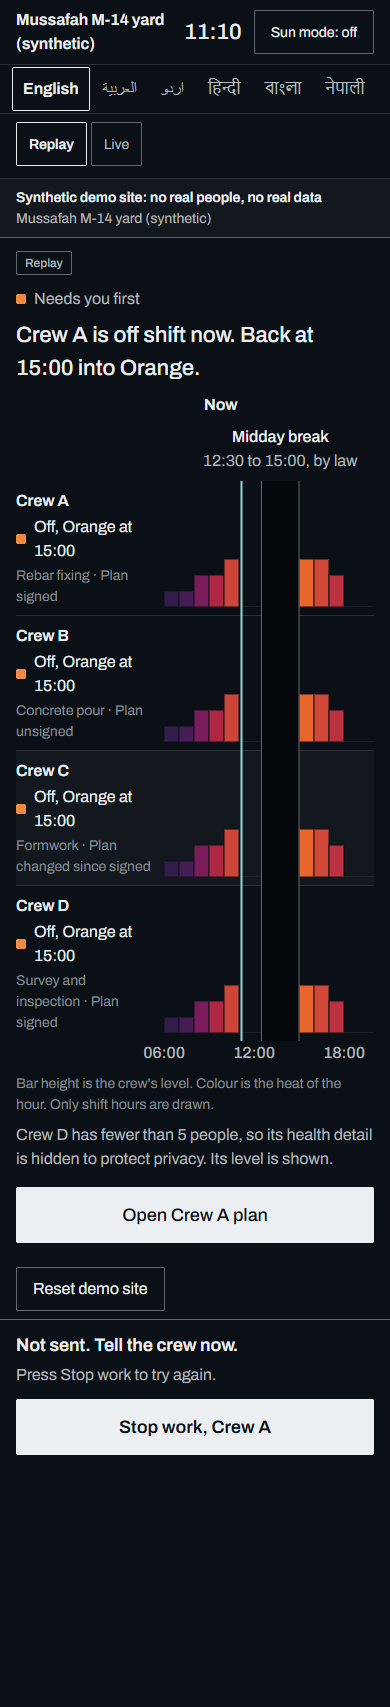 Mussafah M-14 yard
(synthetic)
11:10
Sun mode: off
English
العربية
اردو
हिन्दी
বাংলা
नेपाली
Replay
Live
Synthetic demo site: no real people, no real data
Mussafah M-14 yard (synthetic)
Replay
Needs you first
Crew A is off shift now. Back at
15:00 into Orange.
Now
Midday break
12:30 to 15:00, by law
Crew A
Off, Orange at
15:00
Rebar fixing · Plan
signed
Crew B
Off, Orange at
15:00
Concrete pour · Plan
unsigned
Crew C
Off, Orange at
15:00
Formwork · Plan
changed since signed
Crew D
Off, Orange at
15:00
Survey and
inspection · Plan
signed
06:00
12:00
18:00
Bar height is the crew's level. Colour is the heat of the
hour. Only shift hours are drawn.
Crew D has fewer than 5 people, so its health detail
is hidden to protect privacy. Its level is shown.
Open Crew A plan
Reset demo site
Not sent. Tell the crew now.
Press Stop work to try again.
Stop work, Crew A